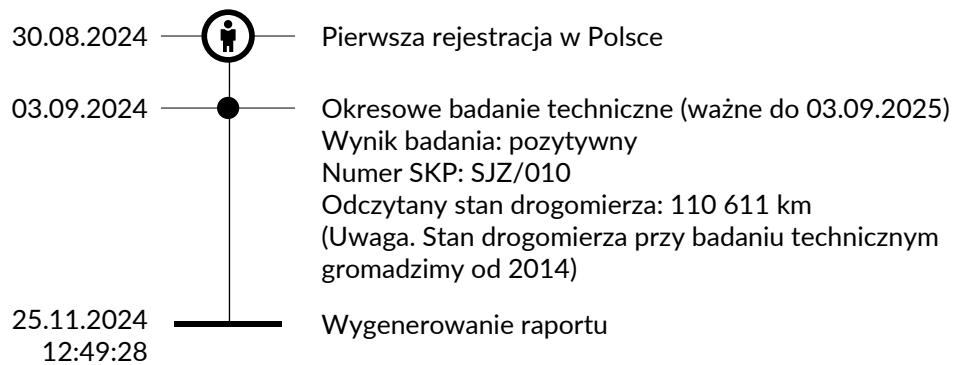 30.08.2024 Pierwsza rejestracja w Polsce
03.09.2024 Okresowe badanie techniczne (ważne do 03.09.2025)
Wynik badania: pozytywny
Numer SKP: SJZ/010
Odczytany stan drogomierza: 110 611 km
(Uwaga. Stan drogomierza przy badaniu technicznym
gromadzimy od 2014)
25.11.2024 Wygenerowanie raportu
12:49:28